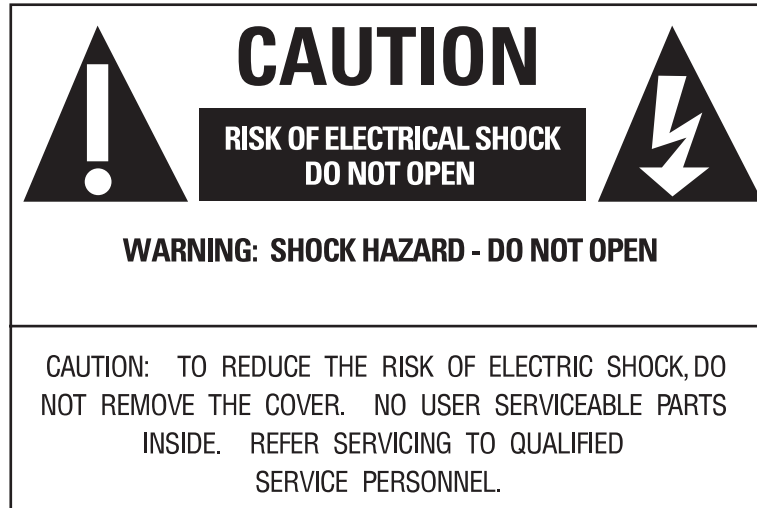 CAUTION
RISK OF ELECTRICAL SHOCK
DO NOT OPEN
WARNING: SHOCK HAZARD - DO NOT OPEN
CAUTION: TO REDUCE THE RISK OF ELECTRIC SHOCK, DO
NOT REMOVE THE COVER. NO USER SERVICEABLE PARTS
INSIDE. REFER SERVICING TO QUALIFIED
SERVICE PERSONNEL.